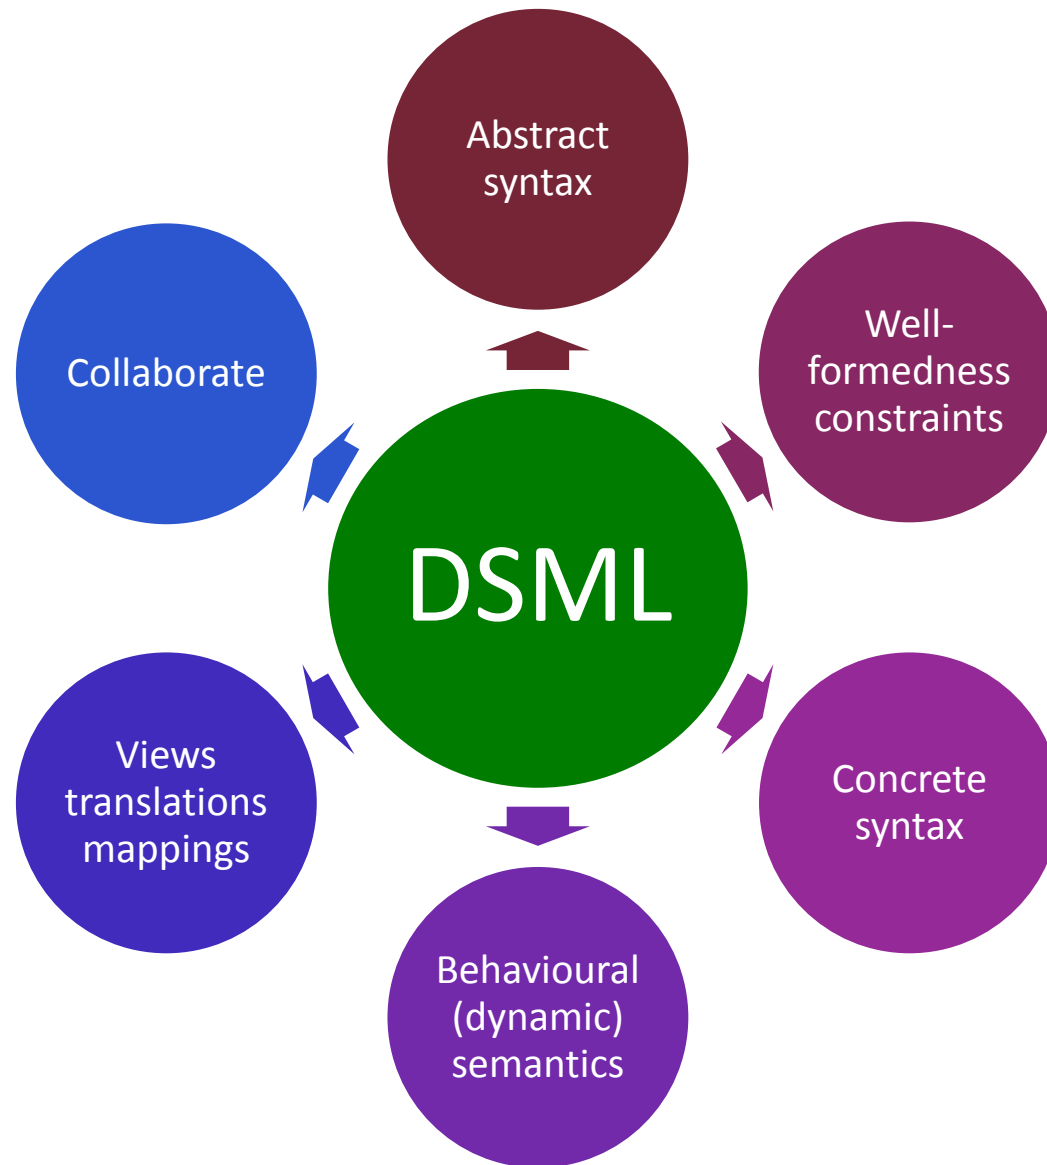 Abstract
syntax
Collaborate
Well-
formedness
constraints
DSML
Views
translations
mappings
Concrete
syntax
Behavioural
(dynamic)
semantics